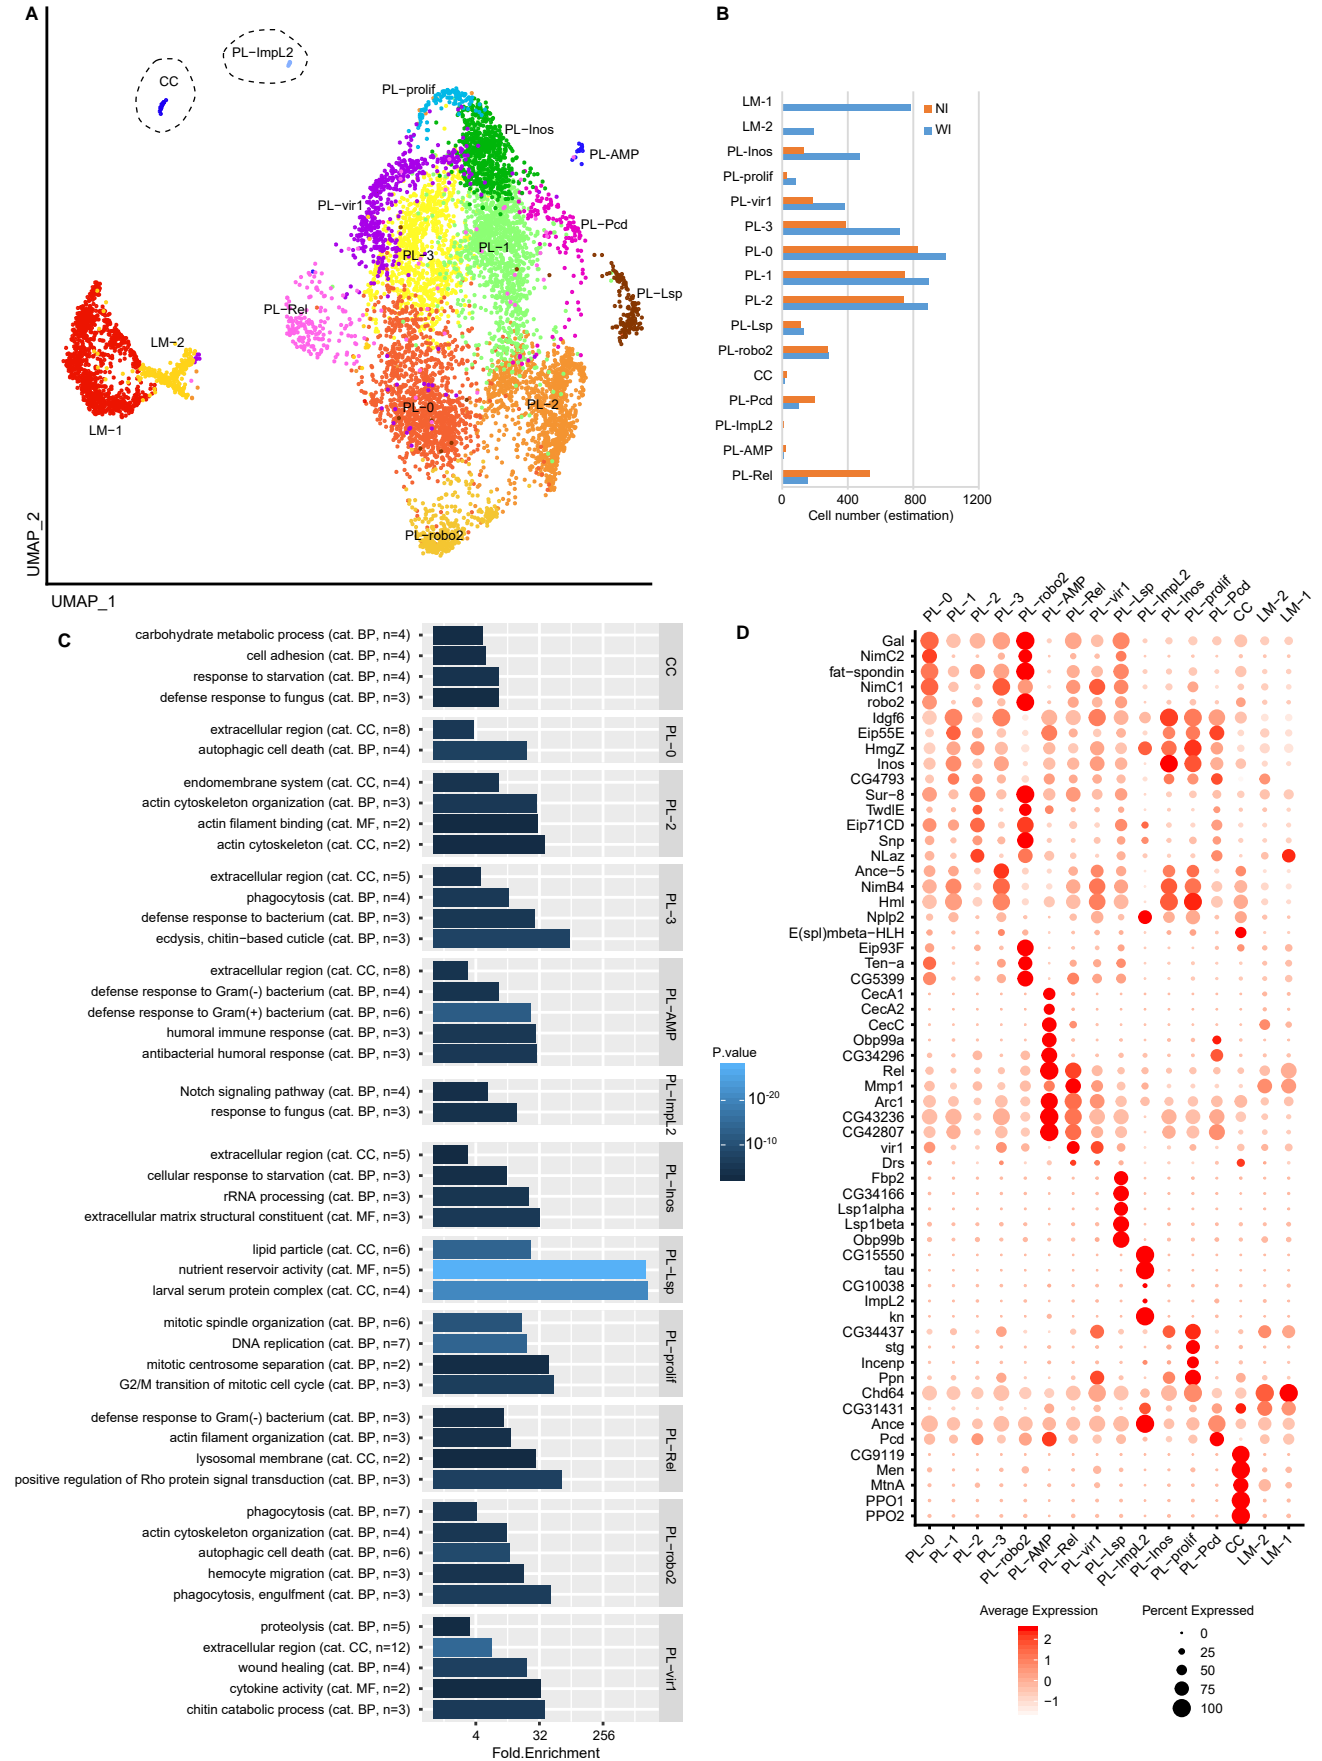 A
CC
PL−ImpL2
PL−prolif
PL−Inos
PL−AMP
PL−vir1
PL−Pcd
PL−3
PL−1
PL−Lsp
PL−Rel
LM−2
LM−1
PL−0
PL−2
PL−robo2
UMAP_2
UMAP_1
B
LM-1
LM-2
PL-Inos
PL-prolif
PL-vir1
PL-3
PL-0
PL-1
PL-2
PL-Lsp
PL-robo2
CC
PL-Pcd
PL-ImpL2
PL-AMP
PL-Rel
NI
WI
0 400 800 1200
Cell number (estimation)
C
carbohydrate metabolic process (cat. BP, n=4)
cell adhesion (cat. BP, n=4)
response to starvation (cat. BP, n=4)
defense response to fungus (cat. BP, n=3)
CC
extracellular region (cat. CC, n=8)
autophagic cell death (cat. BP, n=4)
PL−0
endomembrane system (cat. CC, n=4)
actin cytoskeleton organization (cat. BP, n=3)
actin filament binding (cat. MF, n=2)
actin cytoskeleton (cat. CC, n=2)
PL−2
extracellular region (cat. CC, n=5)
phagocytosis (cat. BP, n=4)
defense response to bacterium (cat. BP, n=3)
ecdysis, chitin−based cuticle (cat. BP, n=3)
PL−3
extracellular region (cat. CC, n=8)
defense response to Gram(-) bacterium (cat. BP, n=4)
defense response to Gram(+) bacterium (cat. BP, n=6)
humoral immune response (cat. BP, n=3)
antibacterial humoral response (cat. BP, n=3)
PL−AMP
Notch signaling pathway (cat. BP, n=4)
response to fungus (cat. BP, n=3)
PL−ImpL2
extracellular region (cat. CC, n=5)
cellular response to starvation (cat. BP, n=3)
rRNA processing (cat. BP, n=3)
extracellular matrix structural constituent (cat. MF, n=3)
PL−Inos
lipid particle (cat. CC, n=6)
nutrient reservoir activity (cat. MF, n=5)
larval serum protein complex (cat. CC, n=4)
PL−Lsp
mitotic spindle organization (cat. BP, n=6)
DNA replication (cat. BP, n=7)
mitotic centrosome separation (cat. BP, n=2)
G2/M transition of mitotic cell cycle (cat. BP, n=3)
PL−prolif
defense response to Gram(-) bacterium (cat. BP, n=3)
actin filament organization (cat. BP, n=3)
lysosomal membrane (cat. CC, n=2)
positive regulation of Rho protein signal transduction (cat. BP, n=3)
PL−Rel
phagocytosis (cat. BP, n=7)
actin cytoskeleton organization (cat. BP, n=4)
autophagic cell death (cat. BP, n=6)
hemocyte migration (cat. BP, n=3)
phagocytosis, engulfment (cat. BP, n=3)
PL−robo2
proteolysis (cat. BP, n=5)
extracellular region (cat. CC, n=12)
wound healing (cat. BP, n=4)
cytokine activity (cat. MF, n=2)
chitin catabolic process (cat. BP, n=3)
PL−vir1
4 32 256
Fold.Enrichment
P.value
10-20
10-10
D
PL−0 PL−1 PL−2 PL−3 PL−robo2 PL−AMP PL−Rel PL−vir1 PL−Lsp PL−ImpL2 PL−Inos PL−prolif PL−Pcd CC LM−2 LM−1
Gal
NimC2
fat−spondin
NimC1
robo2
Idgf6
Eip55E
HmgZ
Inos
CG4793
Sur−8
TwdlE
Eip71CD
Snp
NLaz
Ance−5
NimB4
Hml
Nplp2
E(spl)mbeta−HLH
Eip93F
Ten−a
CG5399
CecA1
CecA2
CecC
Obp99a
CG34296
Rel
Mmp1
Arc1
CG43236
CG42807
vir1
Drs
Fbp2
CG34166
Lsp1alpha
Lsp1beta
Obp99b
CG15550
tau
CG10038
ImpL2
kn
CG34437
stg
Incenp
Ppn
Chd64
CG31431
Ance
Pcd
CG9119
Men
MtnA
PPO1
PPO2
PL−0 PL−1 PL−2 PL−3 PL−robo2 PL−AMP PL−Rel PL−vir1 PL−Lsp PL−ImpL2 PL−Inos PL−prolif PL−Pcd CC LM−2 LM−1
Average Expression
2
1
0
−1
Percent Expressed
0
25
50
75
100